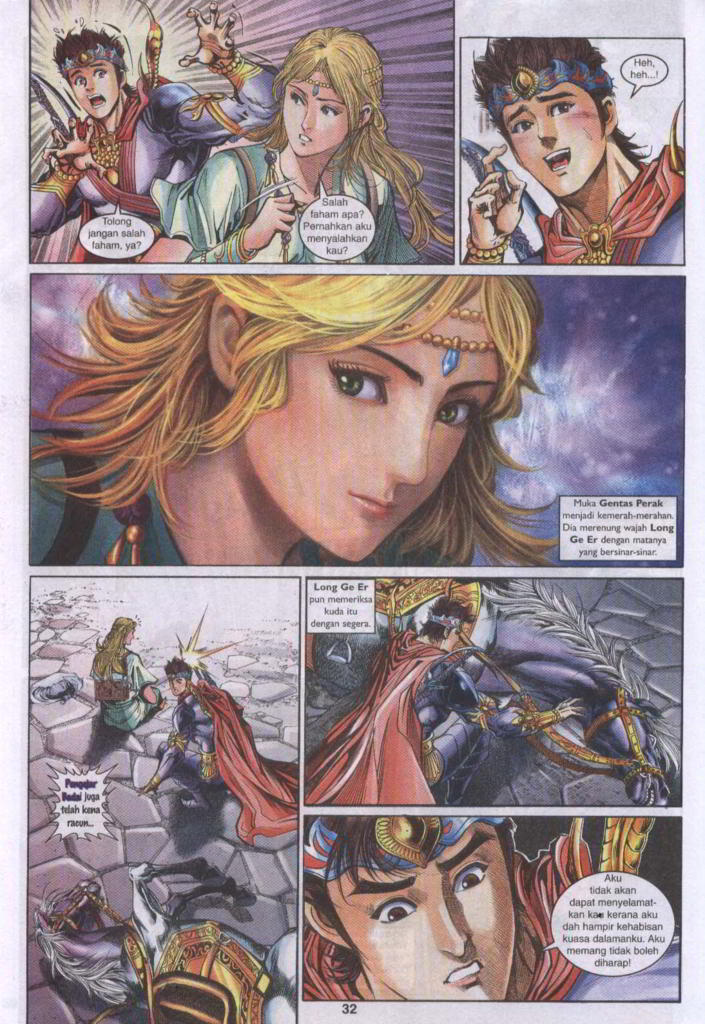 Tolong
jangan salah
faham, ya?
Salah
faham apa?
Pernahkan aku
menyalahkan
kau?
Heh,
heh...!
Muka Gentas Perak
menjadi kemerah-merahan.
Dia merenung wajah Long
Ge Er dengan matanya
yang bersinar-sinar.
Pengejar
Badai juga
telah kena
racun...
Long Ge Er
pun memeriksa
kuda itu
dengan segera.
Aku
tidak akan
dapat menyelamat-
kan kau kerana aku
dah hampir kehabisan
kuasa dalamanku. Aku
memang tidak boleh
diharap!
32